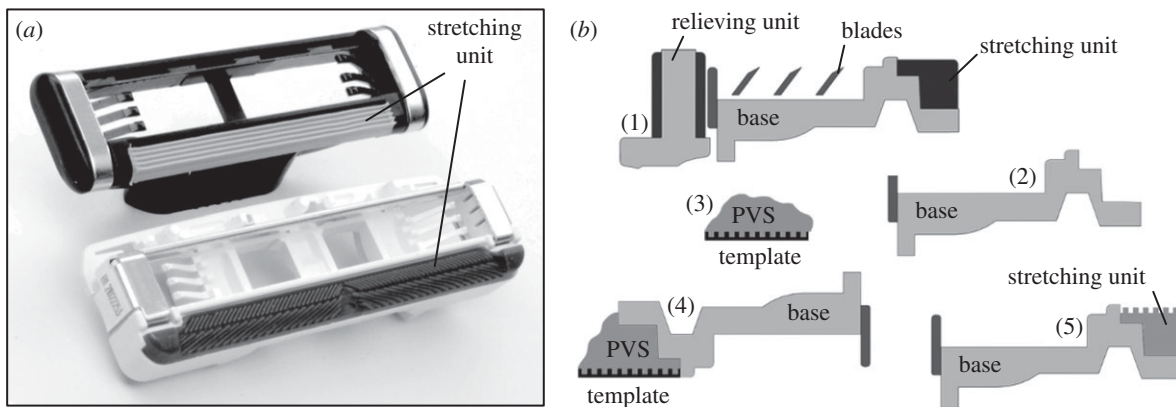 (a)
stretching
unit
(b)
relieving unit
blades
stretching unit
(1)
base
(2)
base
(3)
PVS
template
(4)
base
PVS
template
stretching unit
(5)
base